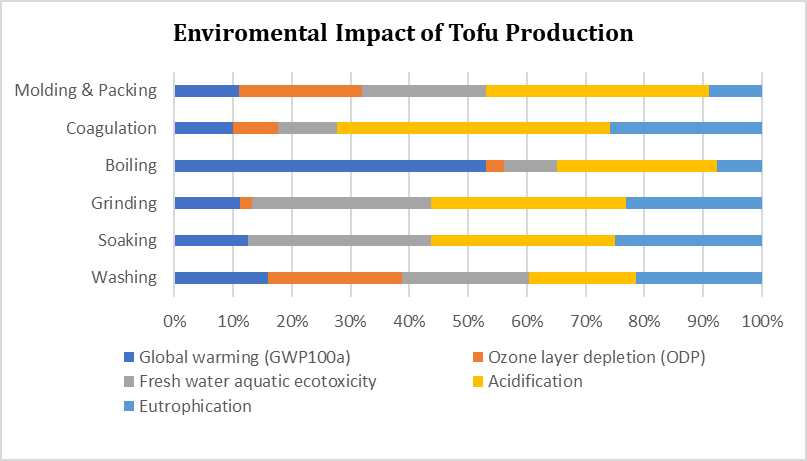 Enviromental Impact of Tofu Production
Molding & Packing
Coagulation
Boiling
Grinding
Soaking
Washing
0% 10% 20% 30% 40% 50% 60% 70% 80% 90% 100%
Global warming (GWP100a) Ozone layer depletion (ODP)
Fresh water aquatic ecotoxicity Acidification
Eutrophication